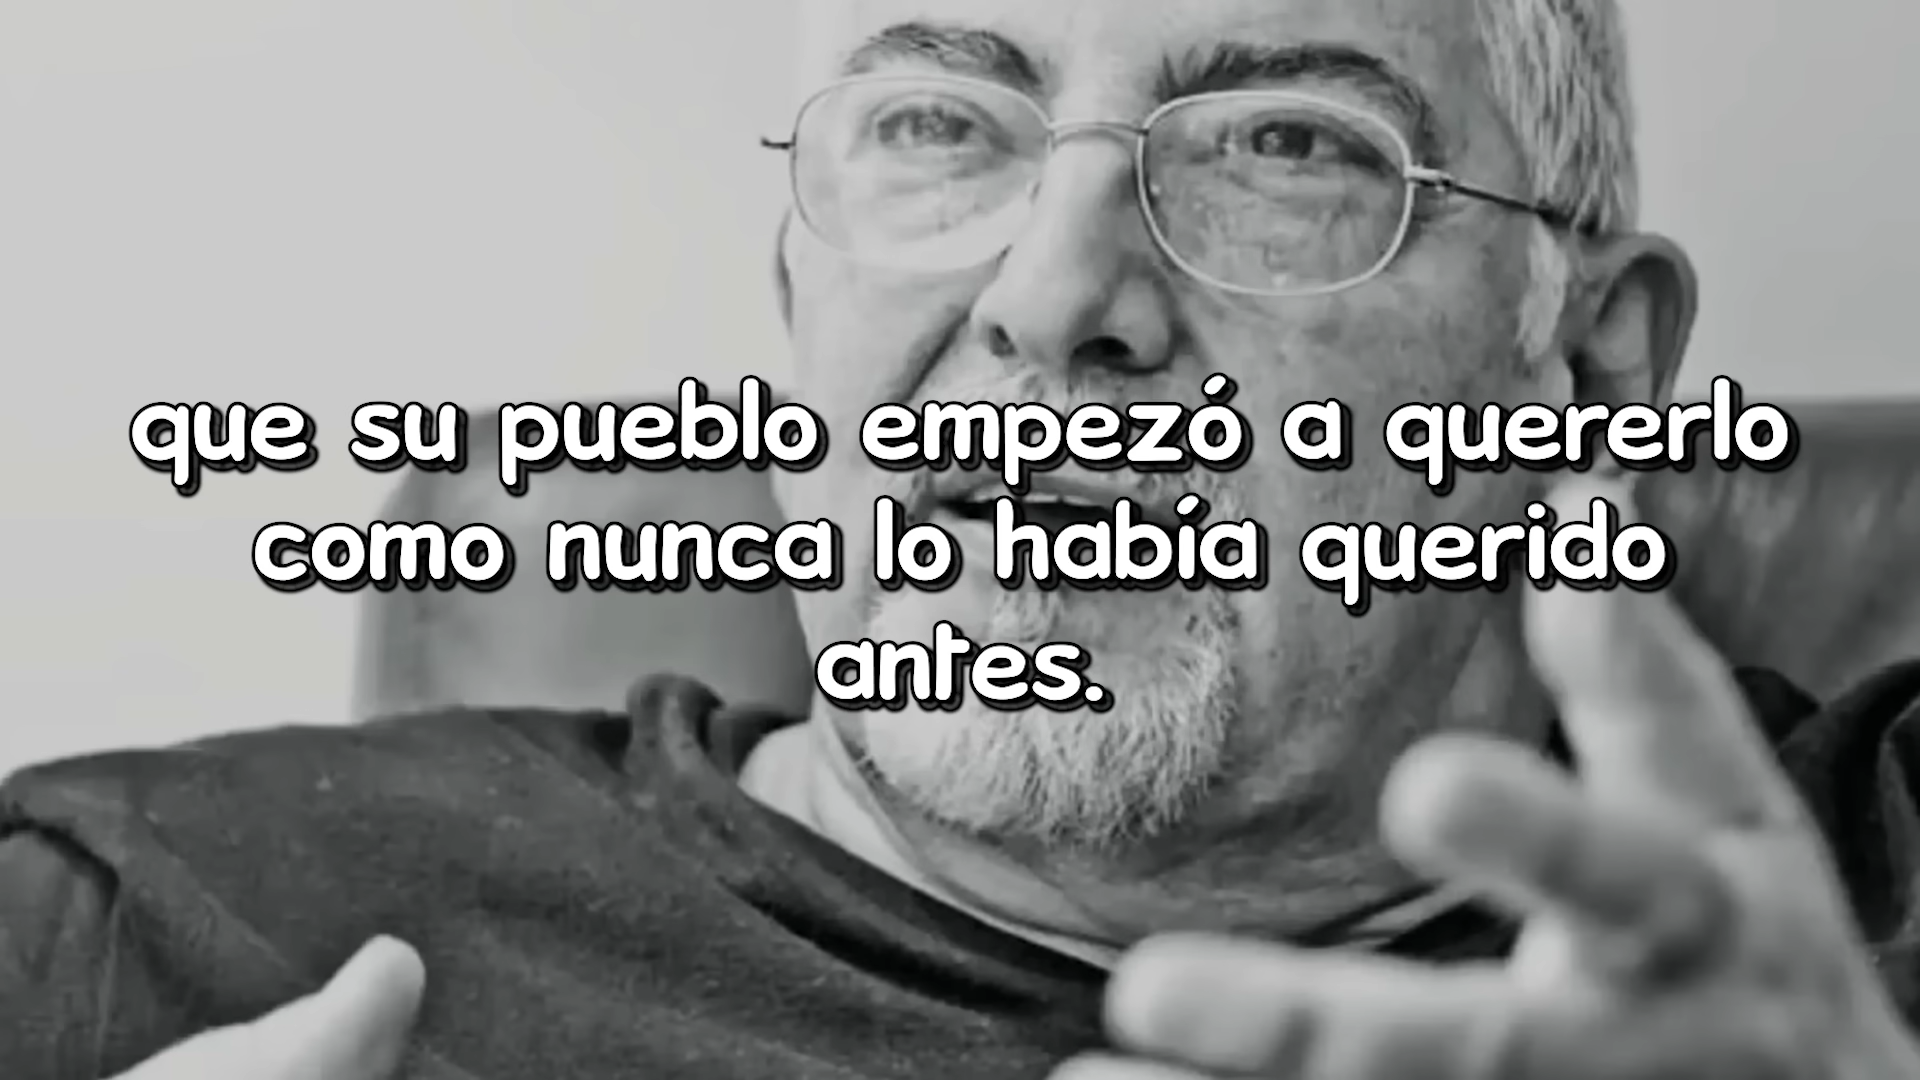 que su pueblo empezó a quererlo
como nunca lo había querido
antes.